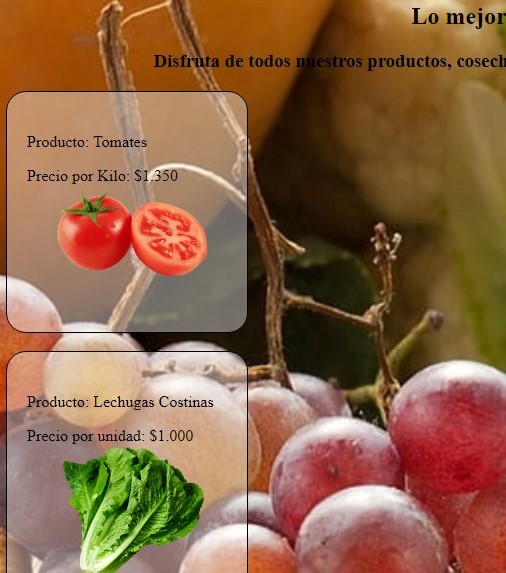 Lo mejor
Disfruta de todos nuestros productos, cosech
Producto: Tomates
Precio por Kilo: $1.350
Producto: Lechugas Costinas
Precio por unidad: $1.000